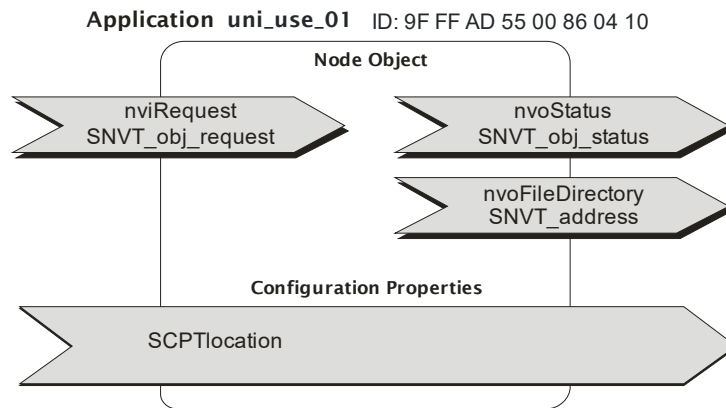 Application uni_use_01 ID: 9F FF AD 55 00 86 04 10
Node Object
nviRequest
SNVT_obj_request
nvoStatus
SNVT_obj_status
nvoFileDirectory
SNVT_address
Configuration Properties
SCPTlocation